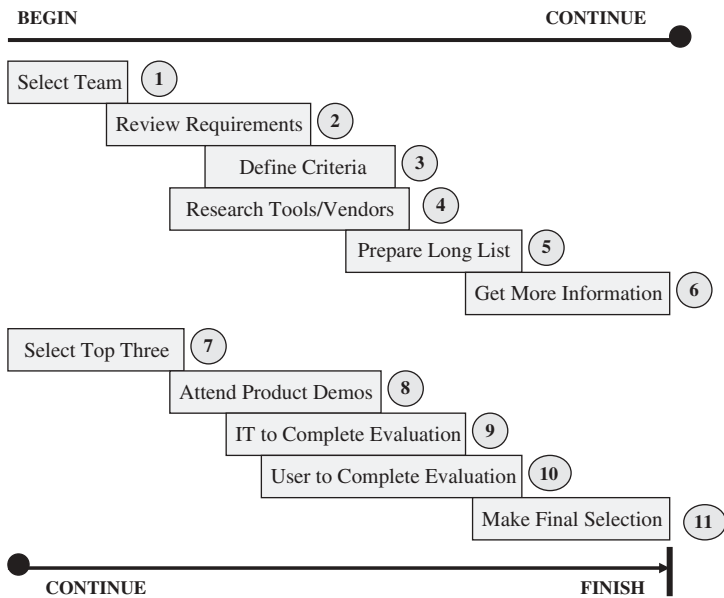 BEGIN CONTINUE
Select Team 1
Review Requirements 2
Define Criteria 3
Research Tools/Vendors 4
Prepare Long List 5
Get More Information 6
Select Top Three 7
Attend Product Demos 8
IT to Complete Evaluation 9
User to Complete Evaluation 10
Make Final Selection 11
CONTINUE FINISH